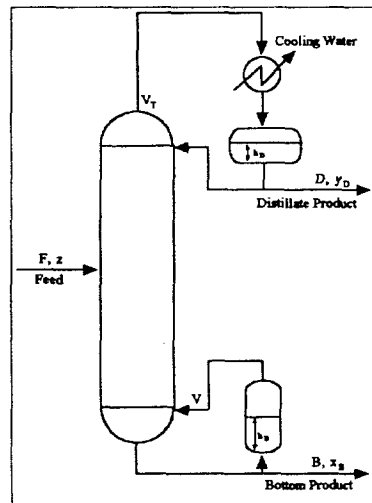 Cooling Water
V_T
h_D
D, y_D
Distillate Product
F, z
Feed
V
h_B
B, x_B
Bottom Product